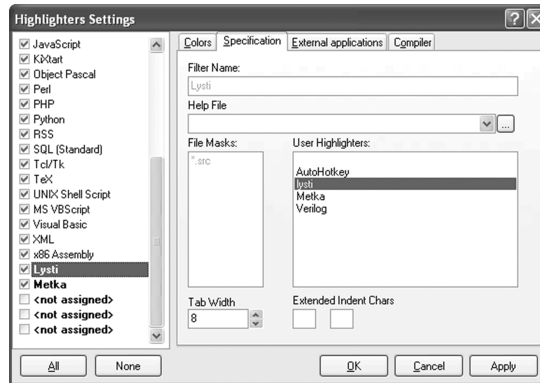 Highlighters Settings
JavaScript
KiXtart
Object Pascal
Perl
PHP
Python
RSS
SQL (Standard)
Tcl/Tk
TeX
UNIX Shell Script
MS VBScript
Visual Basic
XML
x86 Assembly
Lysti
Metka
<not assigned>
<not assigned>
<not assigned>
All
None
Colors
Specification
External applications
Compiler
Filter Name:
Lysti
Help File
...
File Masks:
*.src
User Highlighters:
AutoHotkey
lysti
Metka
Verilog
Tab Width
8
Extended Indent Chars
OK
Cancel
Apply